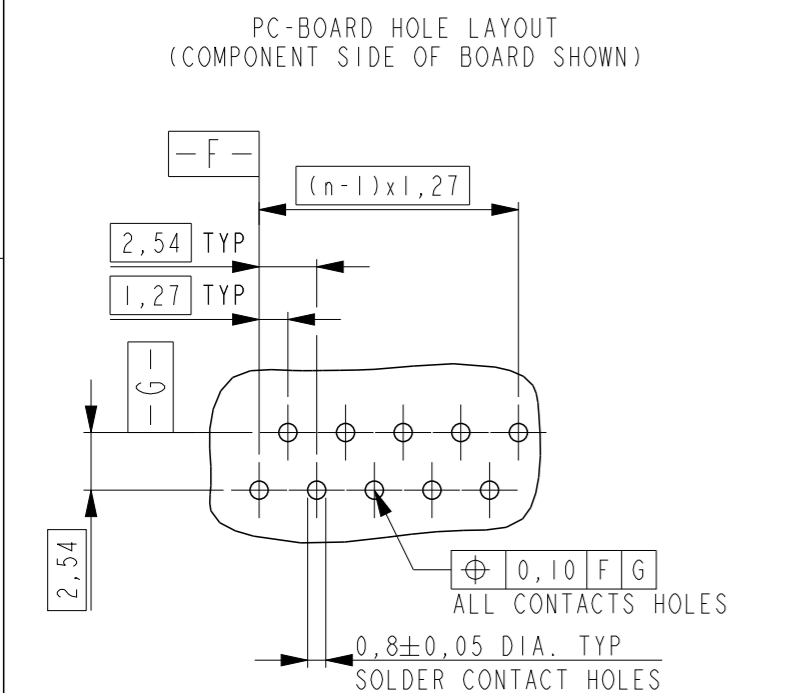 PC-BOARD HOLE LAYOUT
(COMPONENT SIDE OF BOARD SHOWN)
-F-
(n-1)x1,27
2,54 TYP
1,27 TYP
-G-
2,54
⌖ 0,10 F G
ALL CONTACTS HOLES
0,8±0,05 DIA. TYP
SOLDER CONTACT HOLES